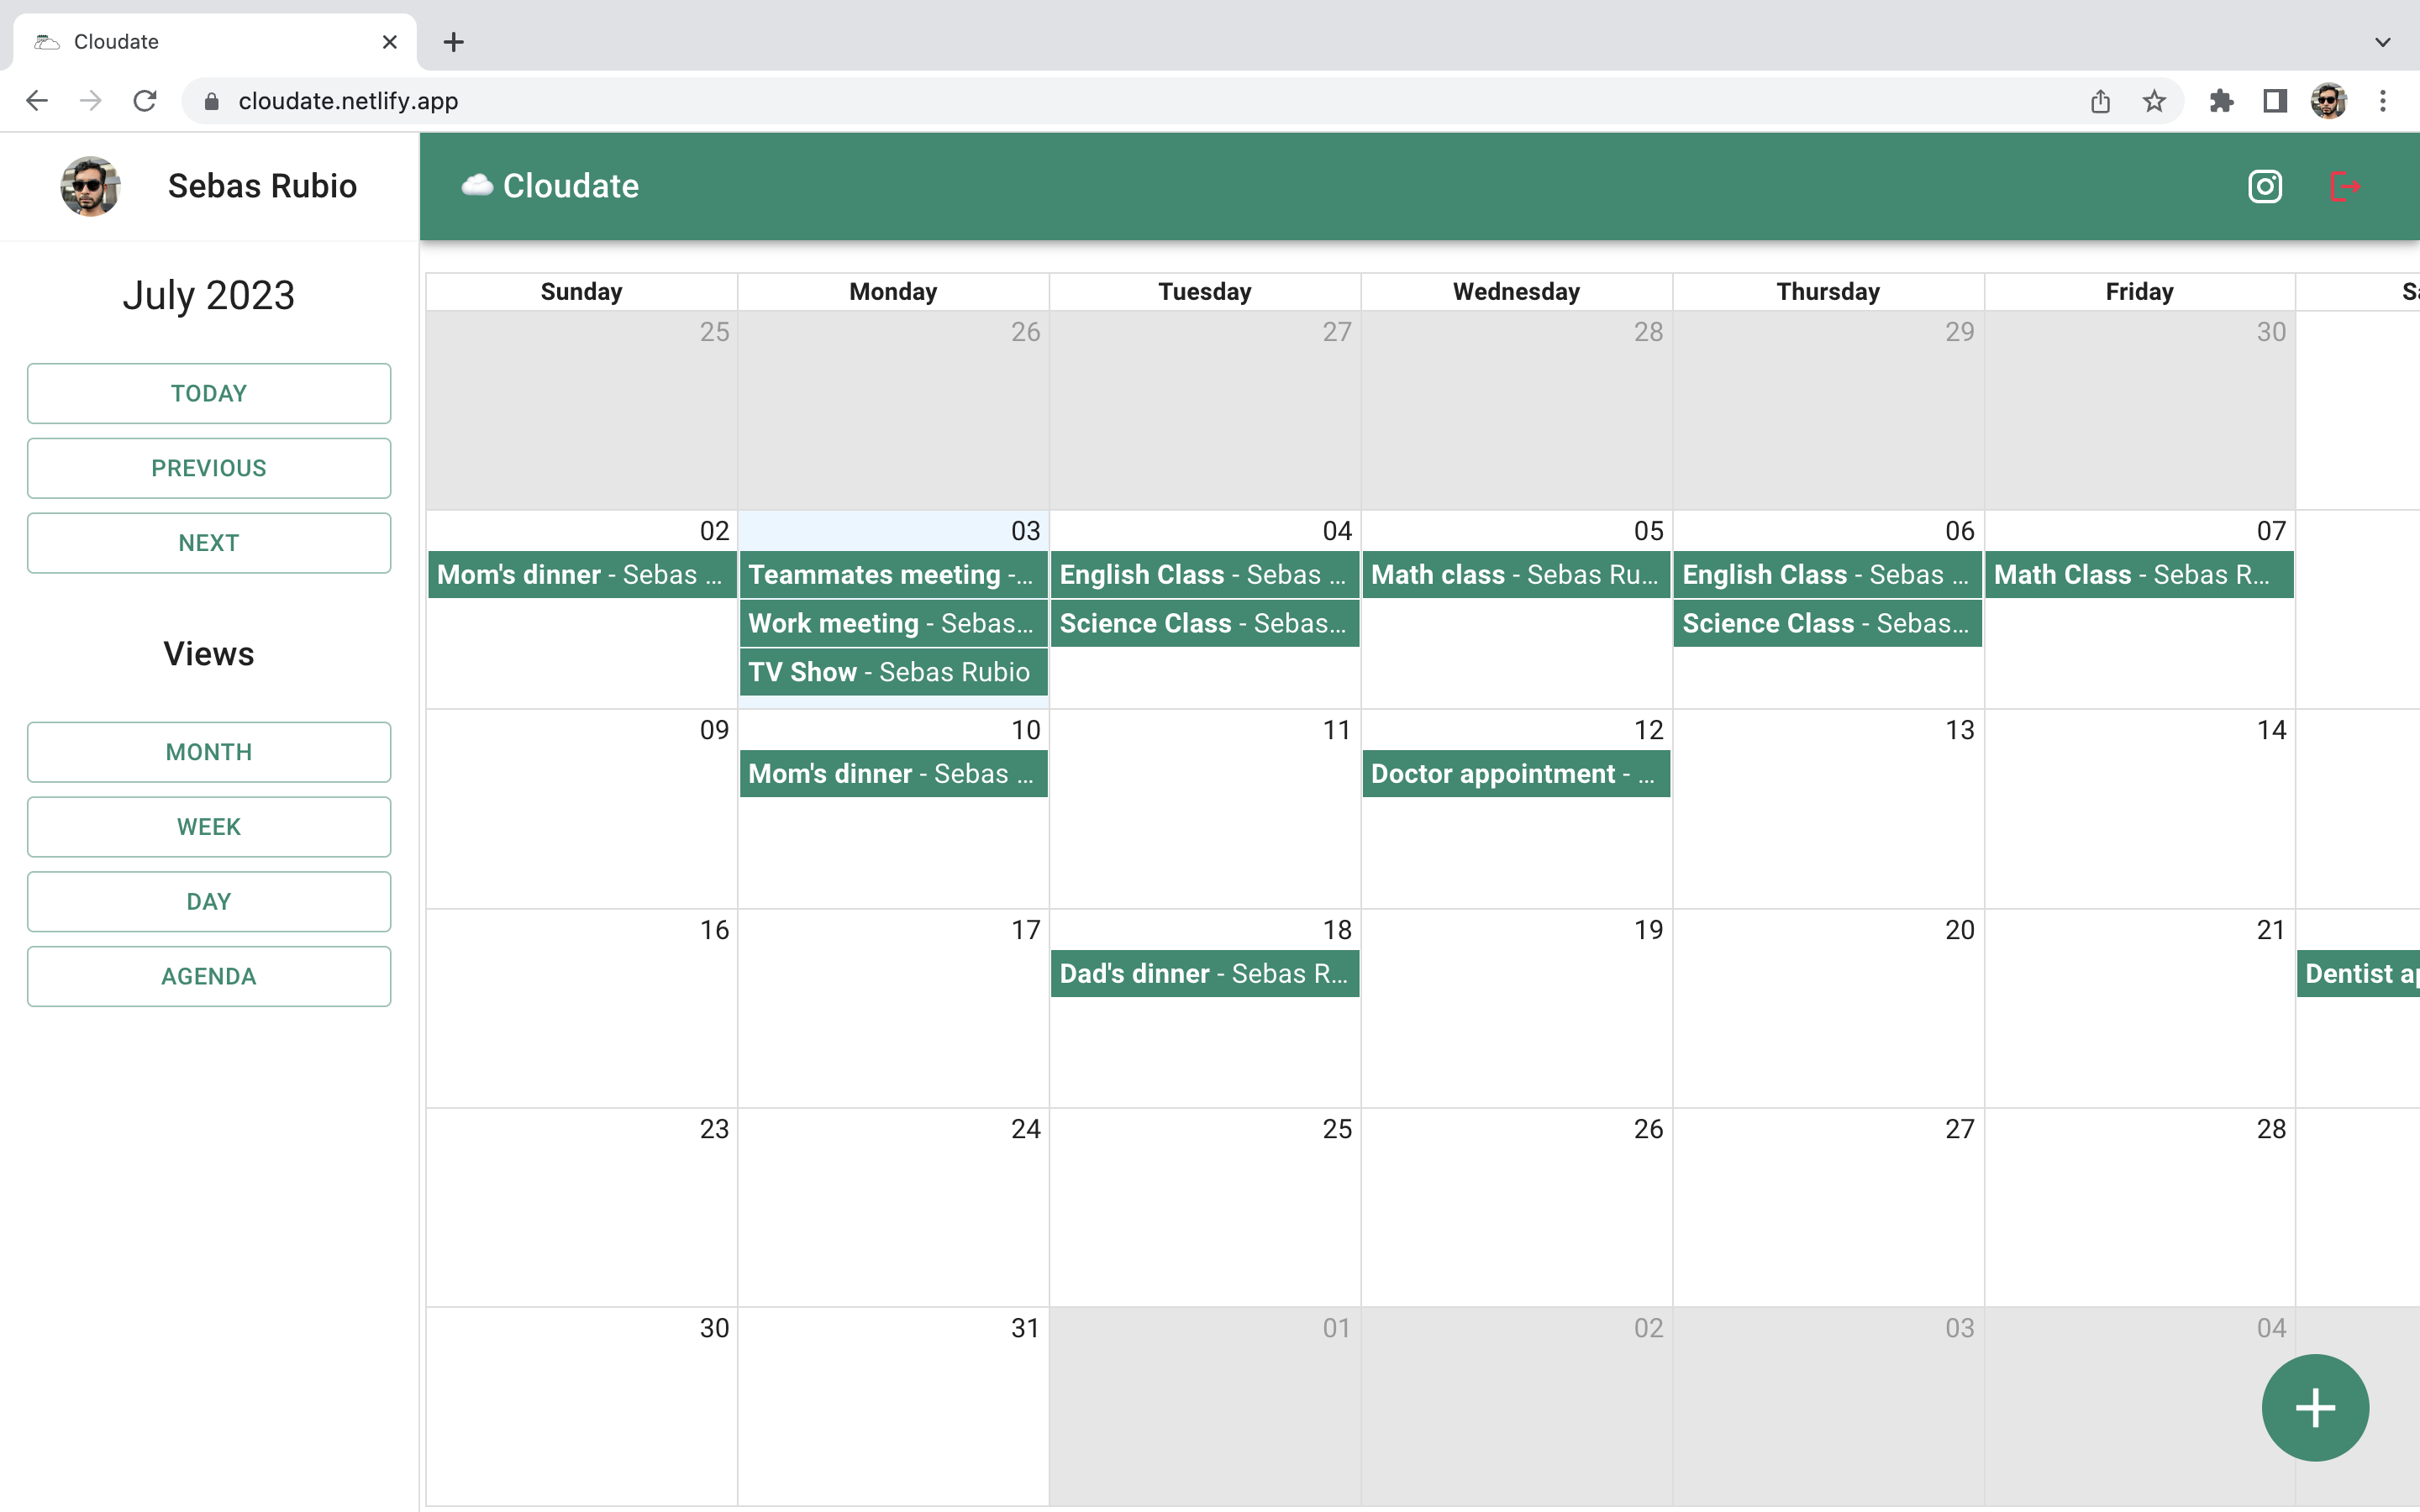 Cloudate
cloudate.netlify.app
Sebas Rubio
Cloudate
July 2023
TODAY
PREVIOUS
NEXT
Views
MONTH
WEEK
DAY
AGENDA
Sunday Monday Tuesday Wednesday Thursday Friday
25 26 27 28 29 30
02 03 04 05 06 07
Mom's dinner - Sebas ... Teammates meeting -... English Class - Sebas ... Math class - Sebas Ru... English Class - Sebas ... Math Class - Sebas R...
Work meeting - Sebas... Science Class - Sebas... Science Class - Sebas...
TV Show - Sebas Rubio
09 10 11 12 13 14
Mom's dinner - Sebas ... Doctor appointment - ...
16 17 18 19 20 21
Dad's dinner - Sebas R... Dentist
23 24 25 26 27 28
30 31 01 02 03 04